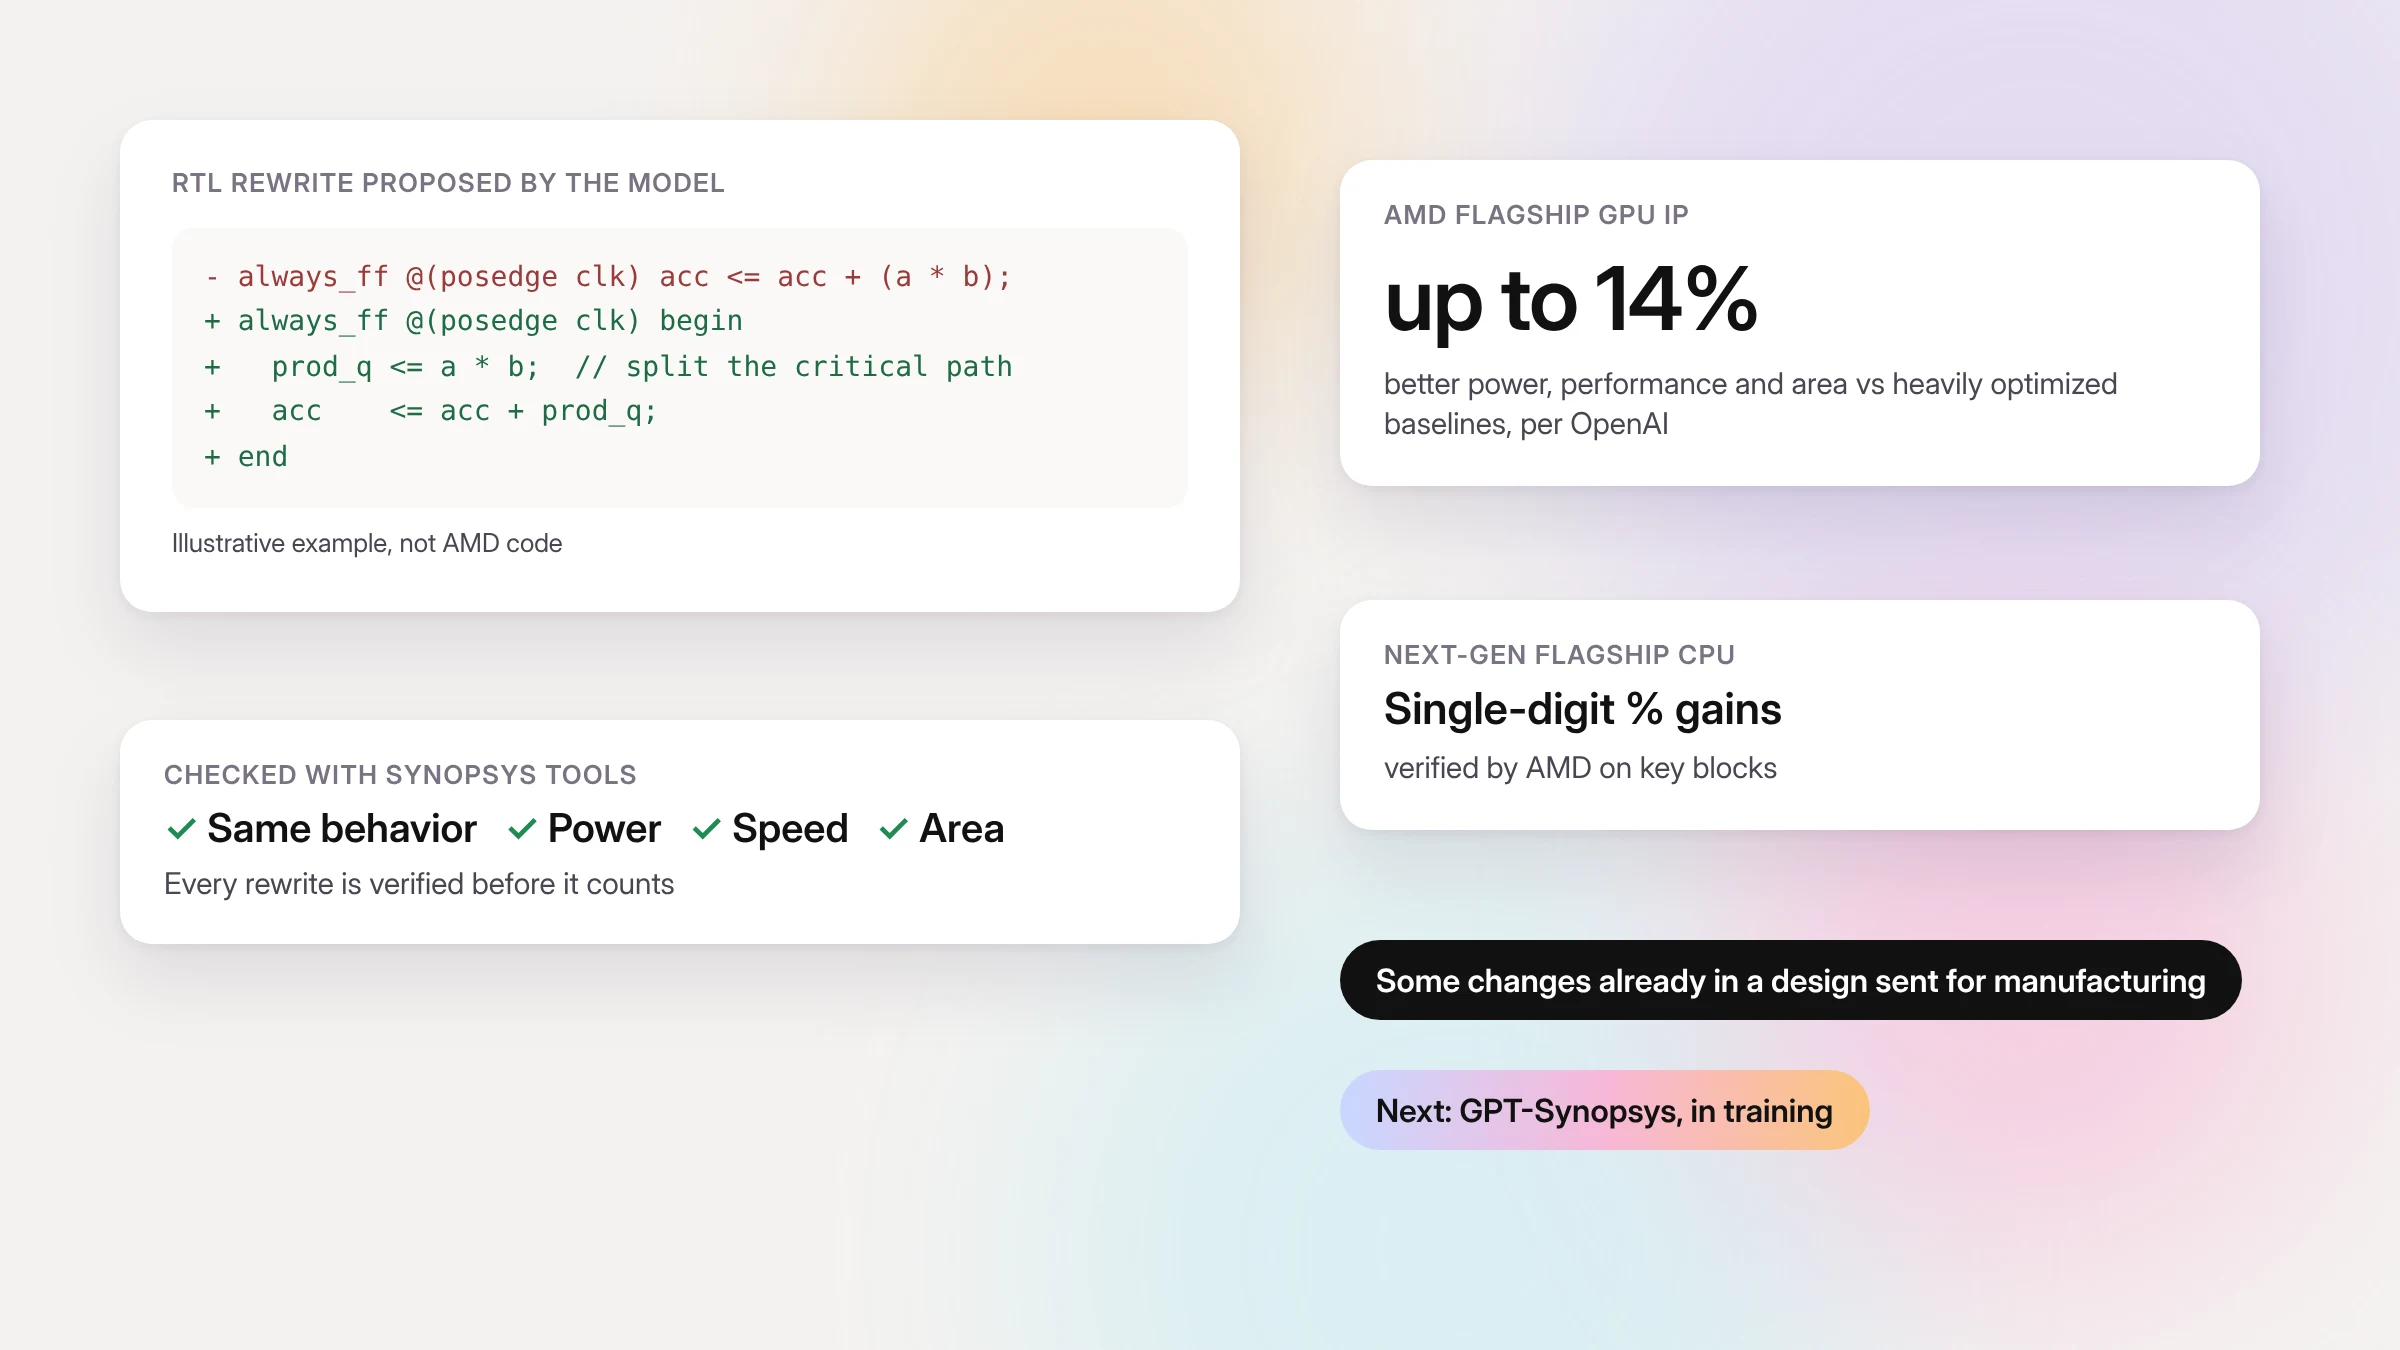 RTL REWRITE PROPOSED BY THE MODEL
- always_ff @(posedge clk) acc <= acc + (a * b);
+ always_ff @(posedge clk) begin
+   prod_q <= a * b;  // split the critical path
+   acc    <= acc + prod_q;
+ end
Illustrative example, not AMD code
CHECKED WITH SYNOPSYS TOOLS
✓ Same behavior ✓ Power ✓ Speed ✓ Area
Every rewrite is verified before it counts
AMD FLAGSHIP GPU IP
up to 14%
better power, performance and area vs heavily optimized
baselines, per OpenAI
NEXT-GEN FLAGSHIP CPU
Single-digit % gains
verified by AMD on key blocks
Some changes already in a design sent for manufacturing
Next: GPT-Synopsys, in training